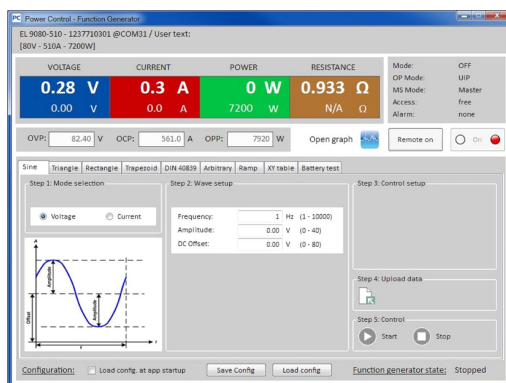 PC Power Control - Function Generator
EL 9080-510 - 1237710301 @COM31 / User text:
[80V - 510A - 7200W]
VOLTAGE CURRENT POWER RESISTANCE
0.28 V 0.3 A 0 W 0.933 Ω
0.00 V 0.0 A 7200 W N/A Ω
Mode: OFF
OP Mode: UIP
MS Mode: Master
Access: free
Alarm: none
OVP: 82.40 V OCP: 561.0 A OPP: 7920 W Open graph Remote on On
Sine Triangle Rectangle Trapezoid DIN 40839 Arbitrary Ramp XY table Battery test
Step 1: Mode selection
Voltage Current
Step 2: Wave setup
Frequency: 1 Hz (1 - 10000)
Amplitude: 0.00 V (0 - 40)
DC Offset: 0.00 V (0 - 80)
Step 3: Control setup
A
Amplitude
Amplitude
Offset
t
Step 4: Upload data
Step 5: Control
Start Stop
Configuration: Load config. at app startup Save Config Load config Function generator state: Stopped